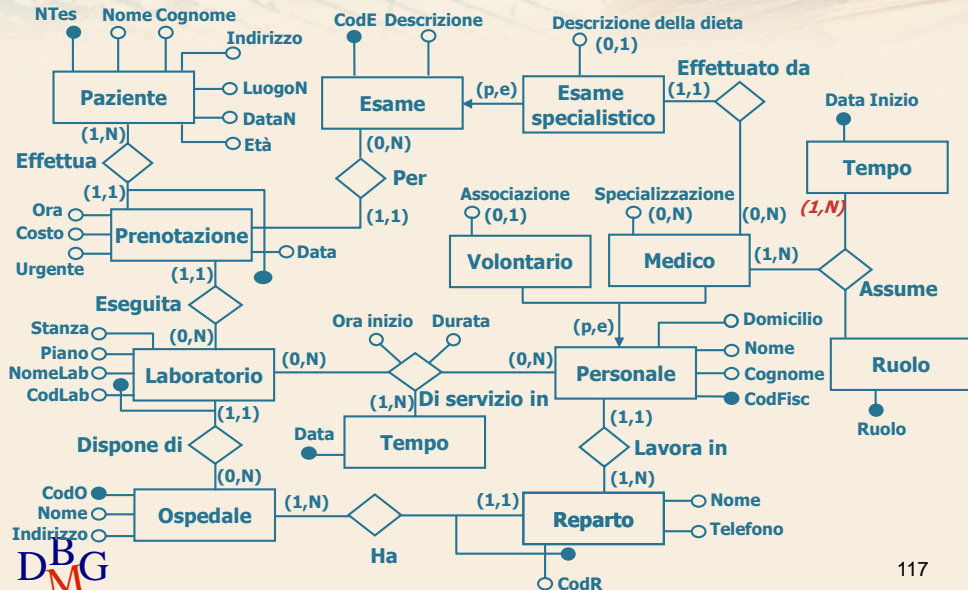 NTes
Nome Cognome
Indirizzo
CodE Descrizione
Descrizione della dieta
(0,1)
Effettuato da
Paziente
LuogoN
DataN
Età
Esame
(p,e)
Esame
specialistico
(1,1)
Data Inizio
Tempo
(1,N)
Effettua
(1,1)
(0,N)
Per
(1,1)
Associazione
(0,1)
Specializzazione
(0,N)
(0,N)
(1,N)
Ora
Costo
Urgente
Prenotazione
Data
Volontario
Medico
(1,N)
Assume
(1,1)
Eseguita
(0,N)
Ora inizio
Durata
(p,e)
Domicilio
Nome
Cognome
CodFisc
Stanza
Piano
NomeLab
CodLab
Laboratorio
(0,N)
(0,N)
Personale
Ruolo
Ruolo
(1,1)
Dispone di
(0,N)
(1,N)
Di servizio in
Data
Tempo
(1,1)
Lavora in
(1,N)
CodO
Nome
Indirizzo
Ospedale
(1,N)
Ha
(1,1)
Reparto
Nome
Telefono
CodR
DBMG
117